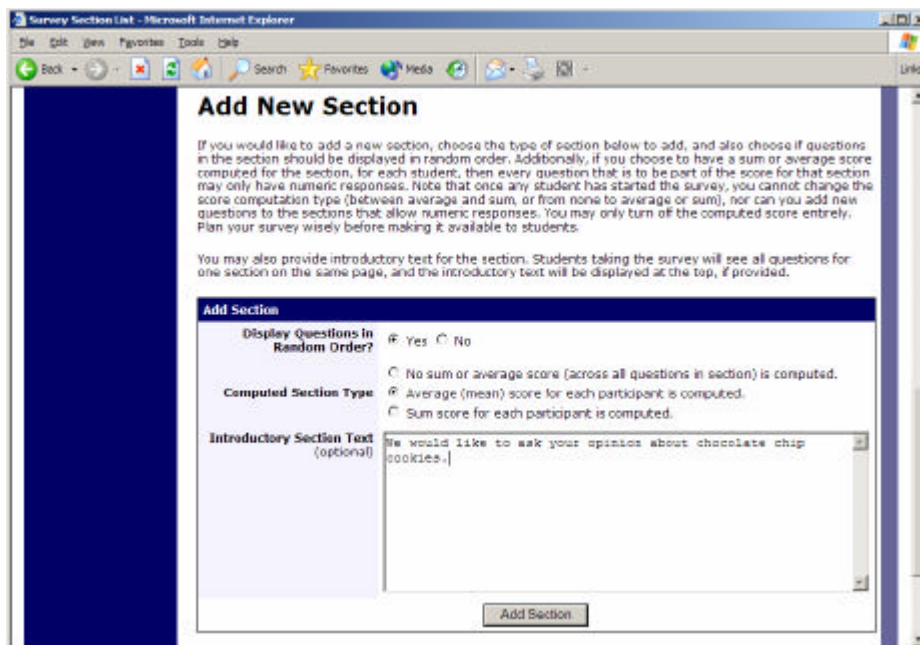 Survey Section List - Microsoft Internet Explorer
File Edit View Favorites Tools Help
Back Search Favorites Media
Links
Add New Section
If you would like to add a new section, choose the type of section below to add, and also choose if questions
in the section should be displayed in random order. Additionally, if you choose to have a sum or average score
computed for the section, for each student, then every question that is to be part of the score for that section
may only have numeric responses. Note that once any student has started the survey, you cannot change the
score computation type (between average and sum, or from none to average or sum), nor can you add new
questions to the sections that allow numeric responses. You may only turn off the computed score entirely.
Plan your survey wisely before making it available to students.
You may also provide introductory text for the section. Students taking the survey will see all questions for
one section on the same page, and the introductory text will be displayed at the top, if provided.
Add Section
Display Questions in
Random Order?
Yes No
Computed Section Type
No sum or average score (across all questions in section) is computed.
Average (mean) score for each participant is computed.
Sum score for each participant is computed.
Introductory Section Text
(optional)
We would like to ask your opinion about chocolate chip
cookies.
Add Section